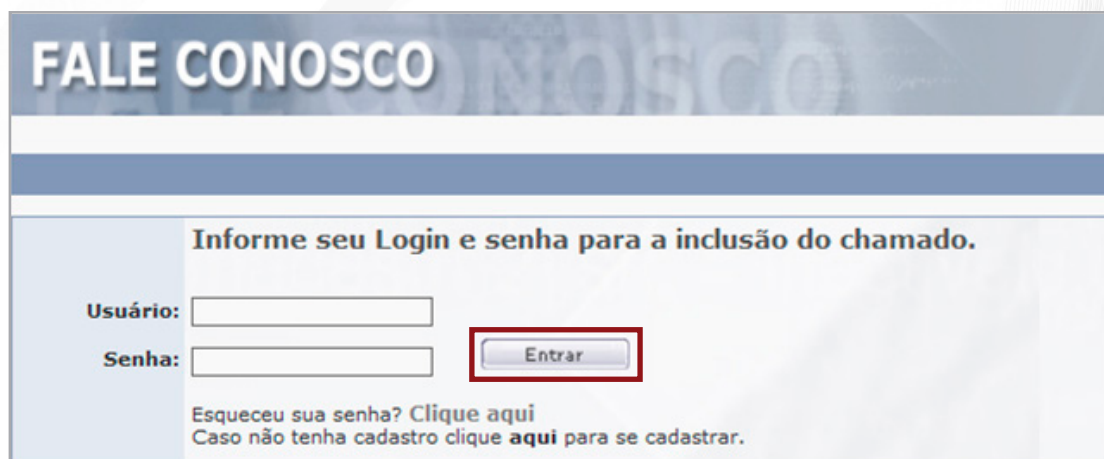 FALE CONOSCO
Informe seu Login e senha para a inclusão do chamado.
Usuário:
Senha:
Entrar
Esqueceu sua senha? Clique aqui
Caso não tenha cadastro clique aqui para se cadastrar.